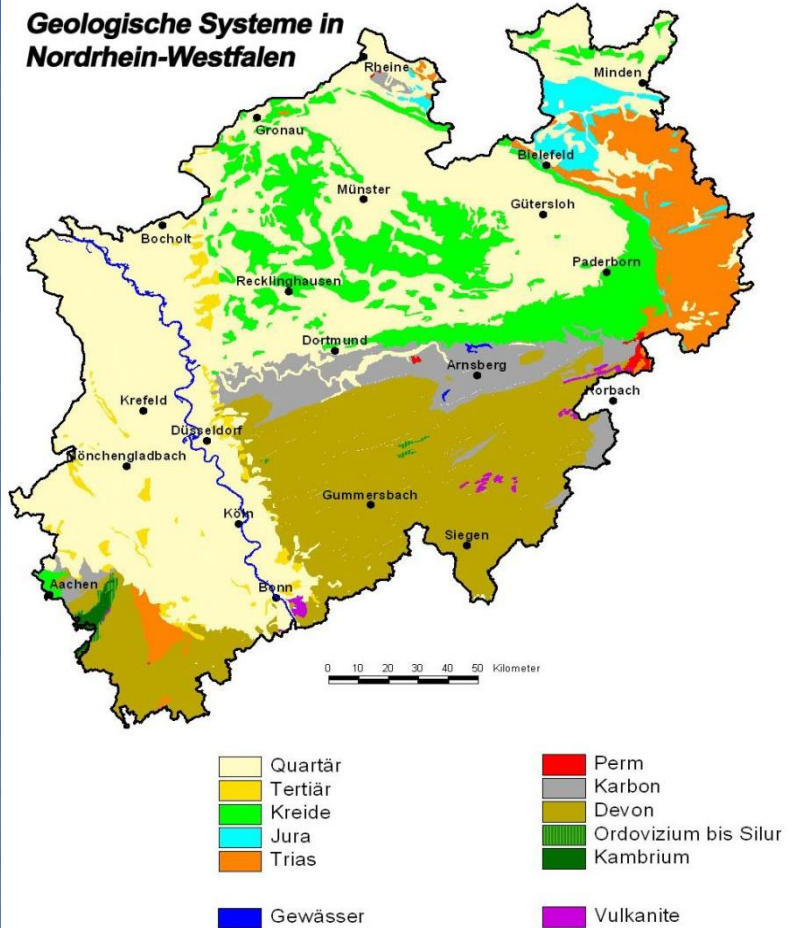 Geologische Systeme in
Nordrhein-Westfalen
Rheine
Minden
Gronau
Bielefeld
Münster
Gütersloh
Bocholt
Paderborn
Recklinghausen
Dortmund
Arnsberg
Korbach
Krefeld
Düsseldorf
Mönchengladbach
Gummersbach
Köln
Siegen
Aachen
Bonn
0 10 20 30 40 50 Kilometer
Quartär
Tertiär
Kreide
Jura
Trias
Gewässer
Perm
Karbon
Devon
Ordovizium bis Silur
Kambrium
Vulkanite